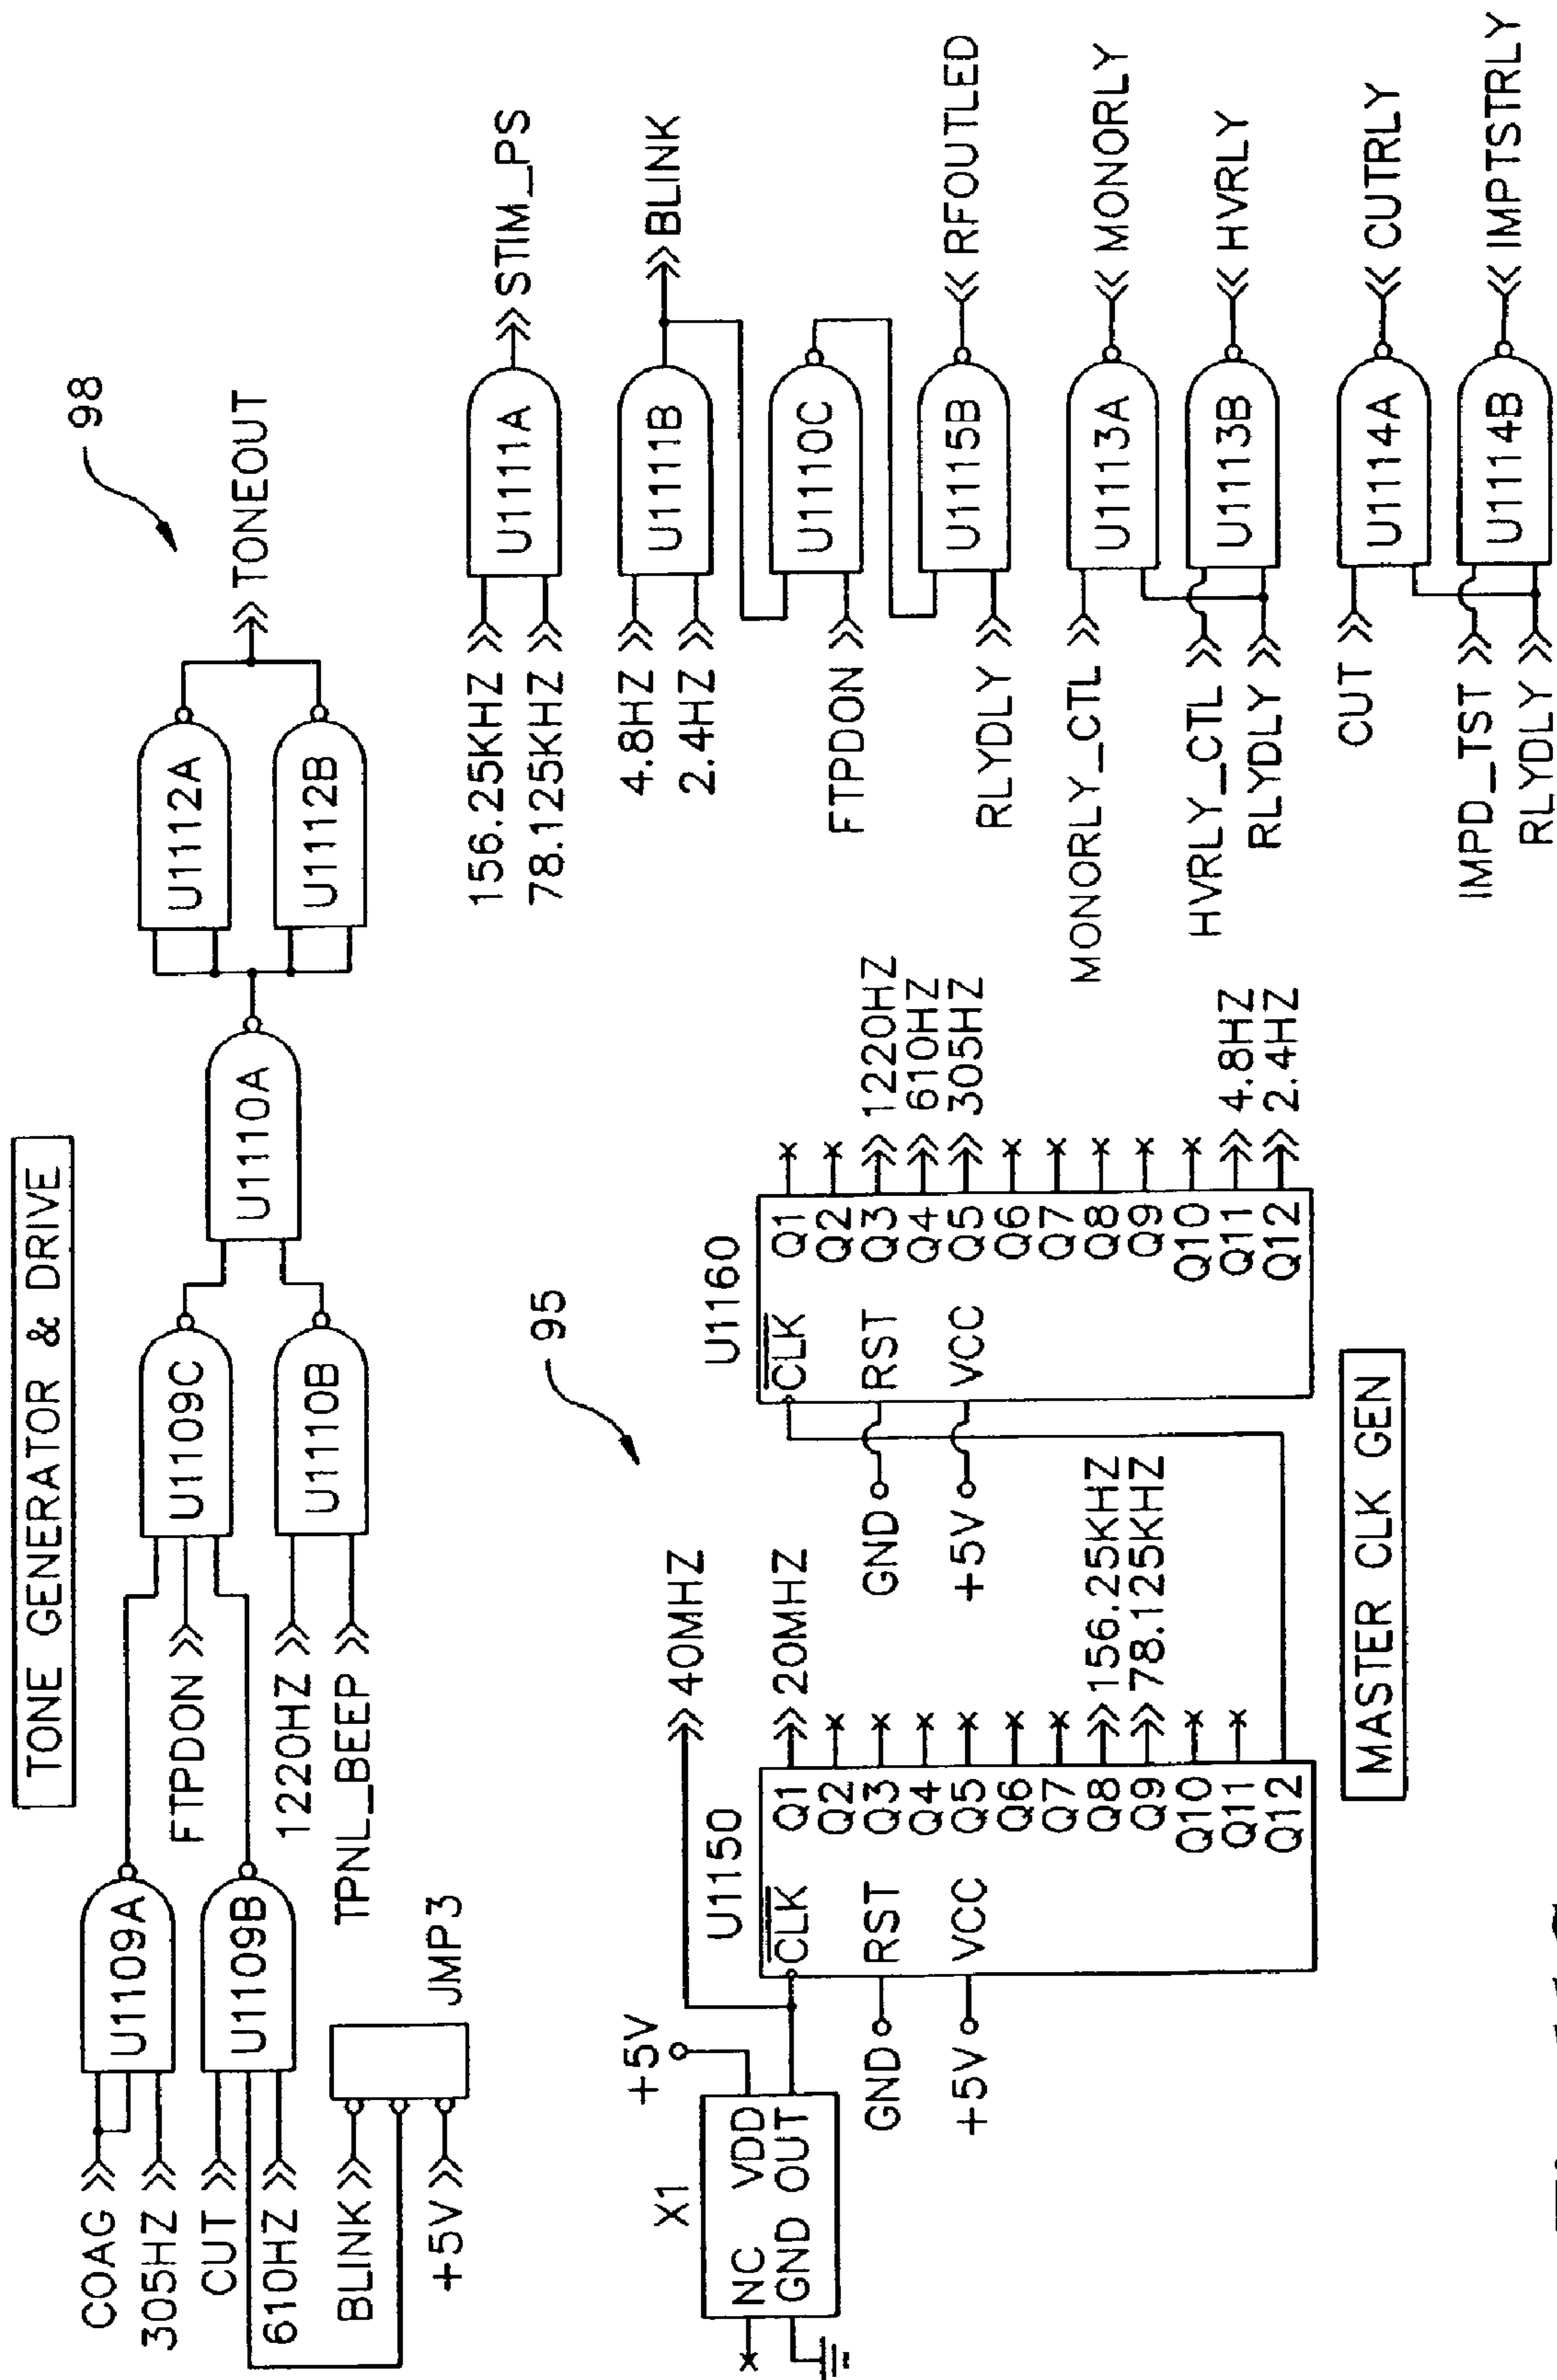 TONE GENERATOR & DRIVE
98
COAG
305HZ
CUT
610HZ
BLINK
+5V
JMP3
U1109A
U1109B
FTPDON
1220HZ
TPNL_BEEP
U1109C
U1110B
U1110A
U1112A
U1112B
TONEOUT
156.25KHZ
78.125KHZ
U1111A
STIM_PS
4.8HZ
2.4HZ
U1111B
BLINK
FTPDON
U1110C
RLYDLY
U1115B
RFOUTLED
MONORLY_CTL
U1113A
MONORLY
HVRLY_CTL
RLYDLY
U1113B
HVRLY
CUT
U1114A
CUTRLY
IMPD_TST
RLYDLY
U1114B
IMPTSTRLY
95
X1
+5V
NC VDD
GND OUT
40MHZ
U1150
CLK
RST
VCC
GND
+5V
Q1
Q2
Q3
Q4
Q5
Q6
Q7
Q8
Q9
Q10
Q11
Q12
20MHZ
156.25KHZ
78.125KHZ
U1160
CLK
RST
VCC
GND
+5V
Q1
Q2
Q3
Q4
Q5
Q6
Q7
Q8
Q9
Q10
Q11
Q12
1220HZ
610HZ
305HZ
4.8HZ
2.4HZ
MASTER CLK GEN